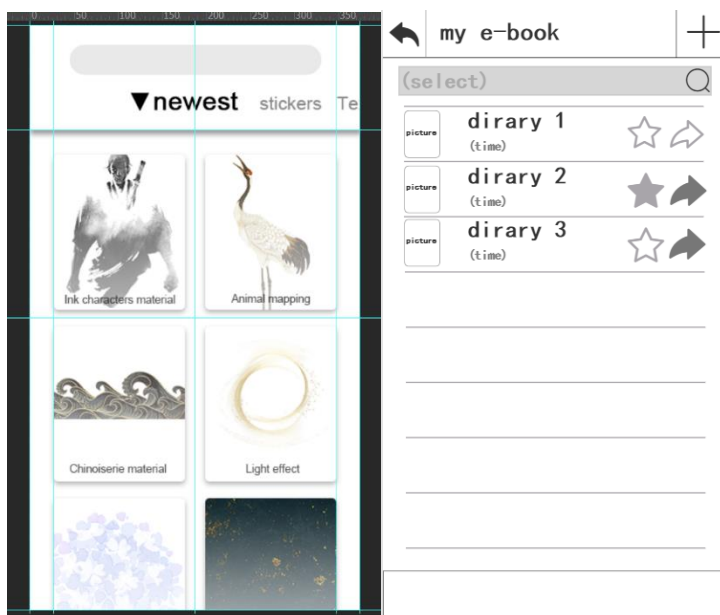 0 50 100 150 200 250 300 350
▼newest stickers Te
Ink characters material
Animal mapping
Chinoiserie material
Light effect
my e-book
(select)
picture
dirary 1
(time)
picture
dirary 2
(time)
picture
dirary 3
(time)